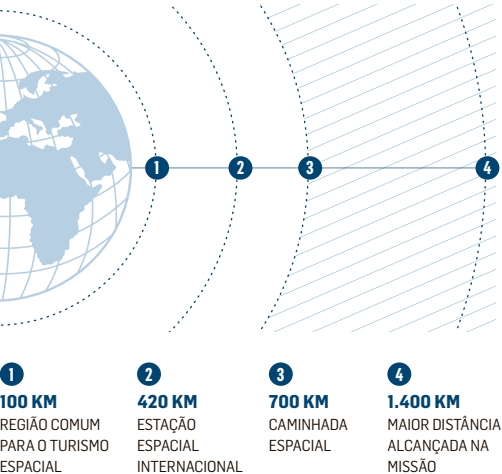 1
2
3
4
1
100 KM
REGIÃO COMUM
PARA O TURISMO
ESPACIAL
2
420 KM
ESTAÇÃO
ESPACIAL
INTERNACIONAL
3
700 KM
CAMINHADA
ESPACIAL
4
1.400 KM
MAIOR DISTÂNCIA
ALCANÇADA NA
MISSÃO